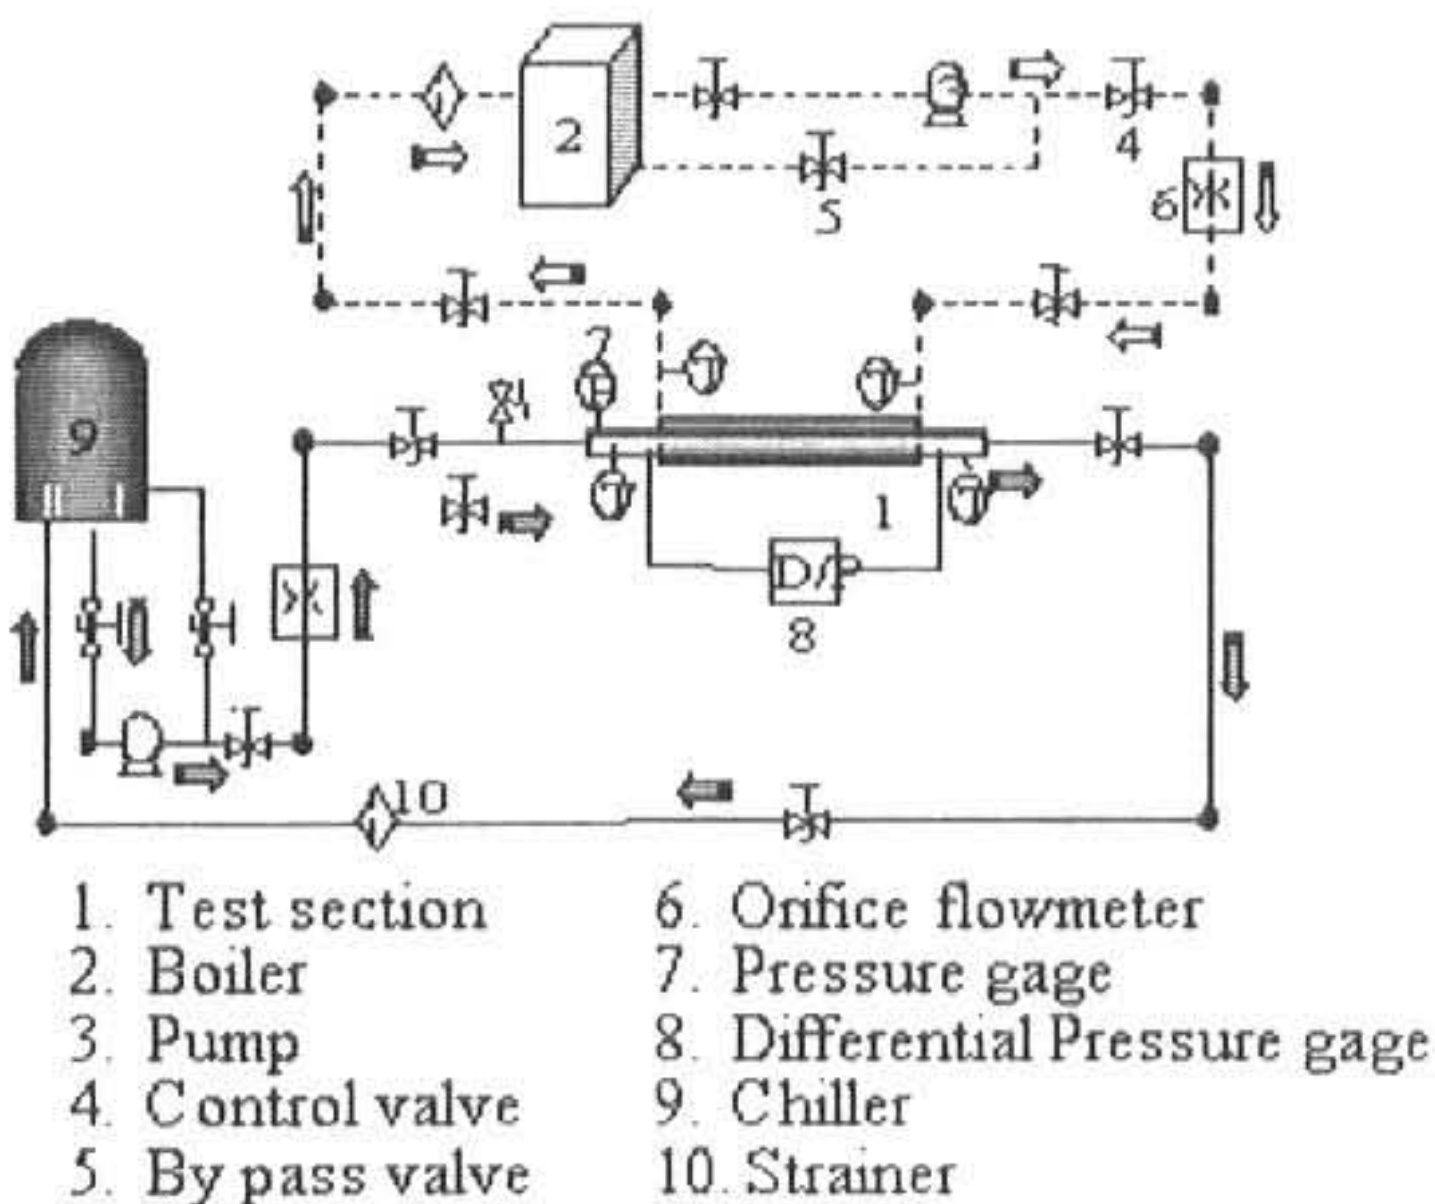 2
4
5
6
7
9
1
D P
8
10
1. Test section
2. Boiler
3. Pump
4. Control valve
5. By pass valve
6. Orifice flowmeter
7. Pressure gage
8. Differential Pressure gage
9. Chiller
10. Strainer